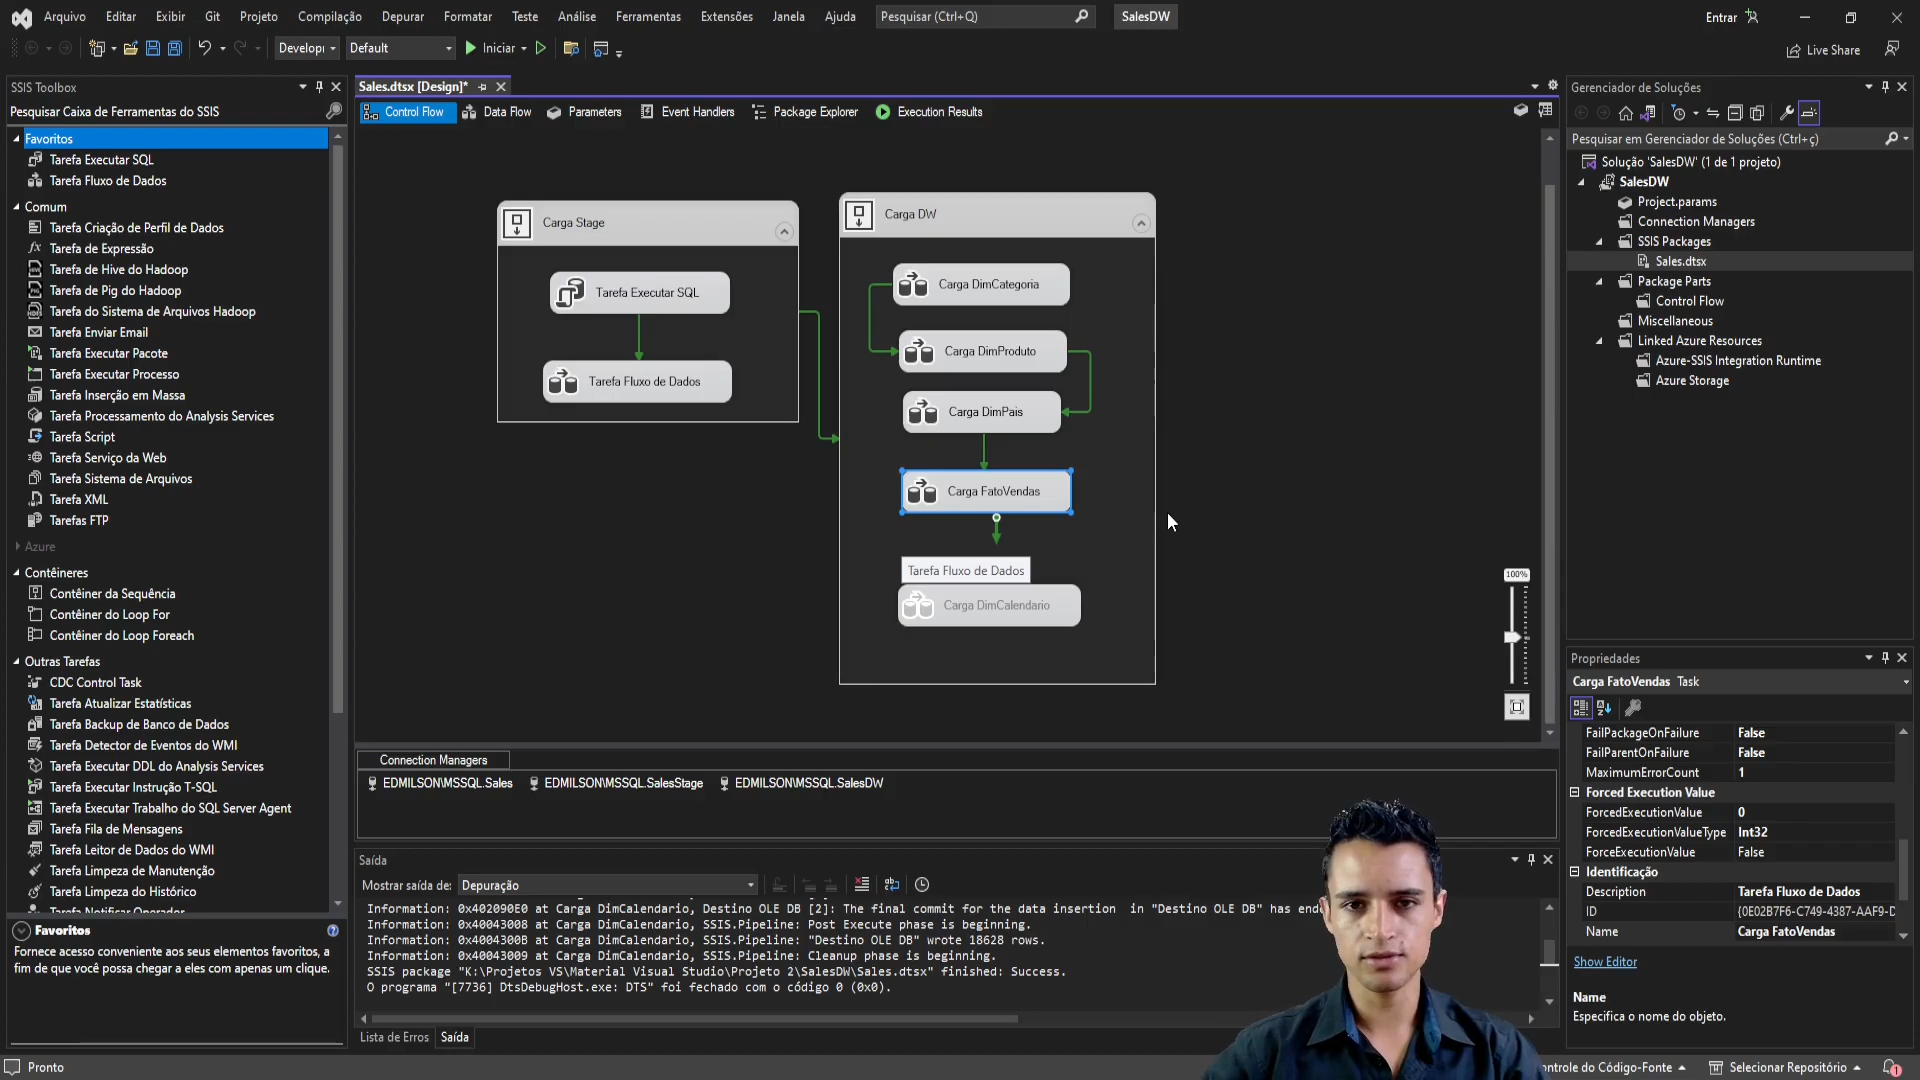 Arquivo Editar Exibir Git Projeto Compilação Depurar Formatar Teste Análise Ferramentas Extensões Janela Ajuda Pesquisar (Ctrl+Q) SalesDW Entrar
Develop Default Iniciar Live Share
SSIS Toolbox
Pesquisar Caixa de Ferramentas do SSIS
Favoritos
Tarefa Executar SQL
Tarefa Fluxo de Dados
Comum
Tarefa Criação de Perfil de Dados
Tarefa de Expressão
Tarefa de Hive do Hadoop
Tarefa de Pig do Hadoop
Tarefa do Sistema de Arquivos Hadoop
Tarefa Enviar Email
Tarefa Executar Pacote
Tarefa Executar Processo
Tarefa Inserção em Massa
Tarefa Processamento do Analysis Services
Tarefa Script
Tarefa Serviço da Web
Tarefa Sistema de Arquivos
Tarefa XML
Tarefas FTP
Azure
Contêineres
Contêiner da Sequência
Contêiner do Loop For
Contêiner do Loop Foreach
Outras Tarefas
CDC Control Task
Tarefa Atualizar Estatísticas
Tarefa Backup de Banco de Dados
Tarefa Detector de Eventos do WMI
Tarefa Executar DDL do Analysis Services
Tarefa Executar Instrução T-SQL
Tarefa Executar Trabalho do SQL Server Agent
Tarefa Fila de Mensagens
Tarefa Leitor de Dados do WMI
Tarefa Limpeza de Manutenção
Tarefa Limpeza do Histórico
Tarefa Notificar Operador
Favoritos
Fornece acesso conveniente aos seus elementos favoritos, a
fim de que você possa chegar a eles com apenas um clique.
Sales.dtsx [Design]*
Control Flow Data Flow Parameters Event Handlers Package Explorer Execution Results
Carga Stage
Tarefa Executar SQL
Tarefa Fluxo de Dados
Carga DW
Carga DimCategoria
Carga DimProduto
Carga DimPais
Carga FatoVendas
Tarefa Fluxo de Dados
Carga DimCalendario
100%
Connection Managers
EDMILSON\MSSQL.Sales EDMILSON\MSSQL.SalesStage EDMILSON\MSSQL.SalesDW
Saída
Mostrar saída de: Depuração
Information: 0x402090E0 at Carga DimCalendario, Destino OLE DB [2]: The final commit for the data insertion  in "Destino OLE DB" has end
Information: 0x40043008 at Carga DimCalendario, SSIS.Pipeline: Post Execute phase is beginning.
Information: 0x4004300B at Carga DimCalendario, SSIS.Pipeline: "Destino OLE DB" wrote 18628 rows.
Information: 0x40043009 at Carga DimCalendario, SSIS.Pipeline: Cleanup phase is beginning.
SSIS package "K:\Projetos VS\Material Visual Studio\Projeto 2\SalesDW\Sales.dtsx" finished: Success.
O programa "[7736] DtsDebugHost.exe: DTS" foi fechado com o código 0 (0x0).
Lista de Erros Saída
Gerenciador de Soluções
Pesquisar em Gerenciador de Soluções (Ctrl+ç)
Solução 'SalesDW' (1 de 1 projeto)
SalesDW
Project.params
Connection Managers
SSIS Packages
Sales.dtsx
Package Parts
Control Flow
Miscellaneous
Linked Azure Resources
Azure-SSIS Integration Runtime
Azure Storage
Propriedades
Carga FatoVendas Task
FailPackageOnFailure False
FailParentOnFailure False
MaximumErrorCount 1
Forced Execution Value
ForcedExecutionValue 0
ForcedExecutionValueType Int32
ForceExecutionValue False
Identificação
Description Tarefa Fluxo de Dados
ID {0E02B7F6-C749-4387-AAF9-D
Name Carga FatoVendas
Show Editor
Name
Especifica o nome do objeto.
Pronto
ontrole do Código-Fonte Selecionar Repositório 1